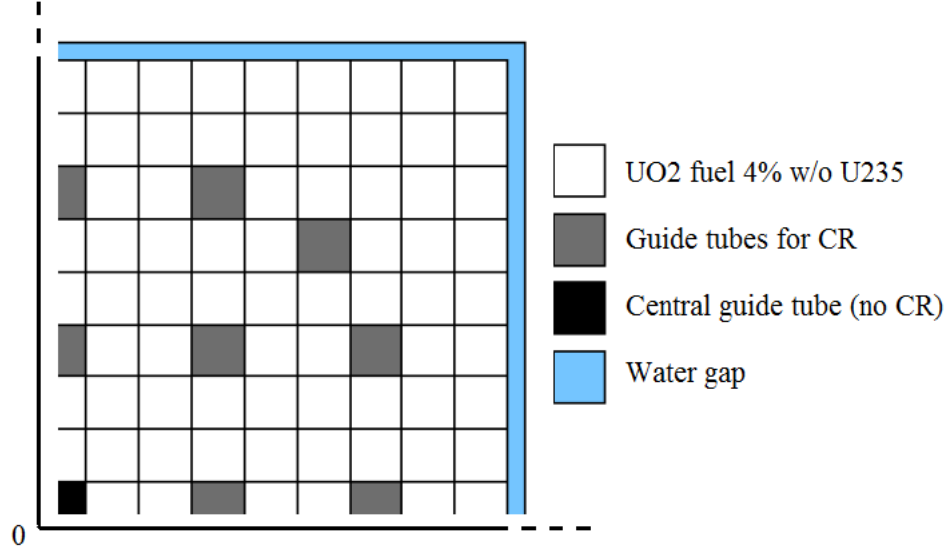 UO2 fuel 4% w/o U235
Guide tubes for CR
Central guide tube (no CR)
Water gap
0